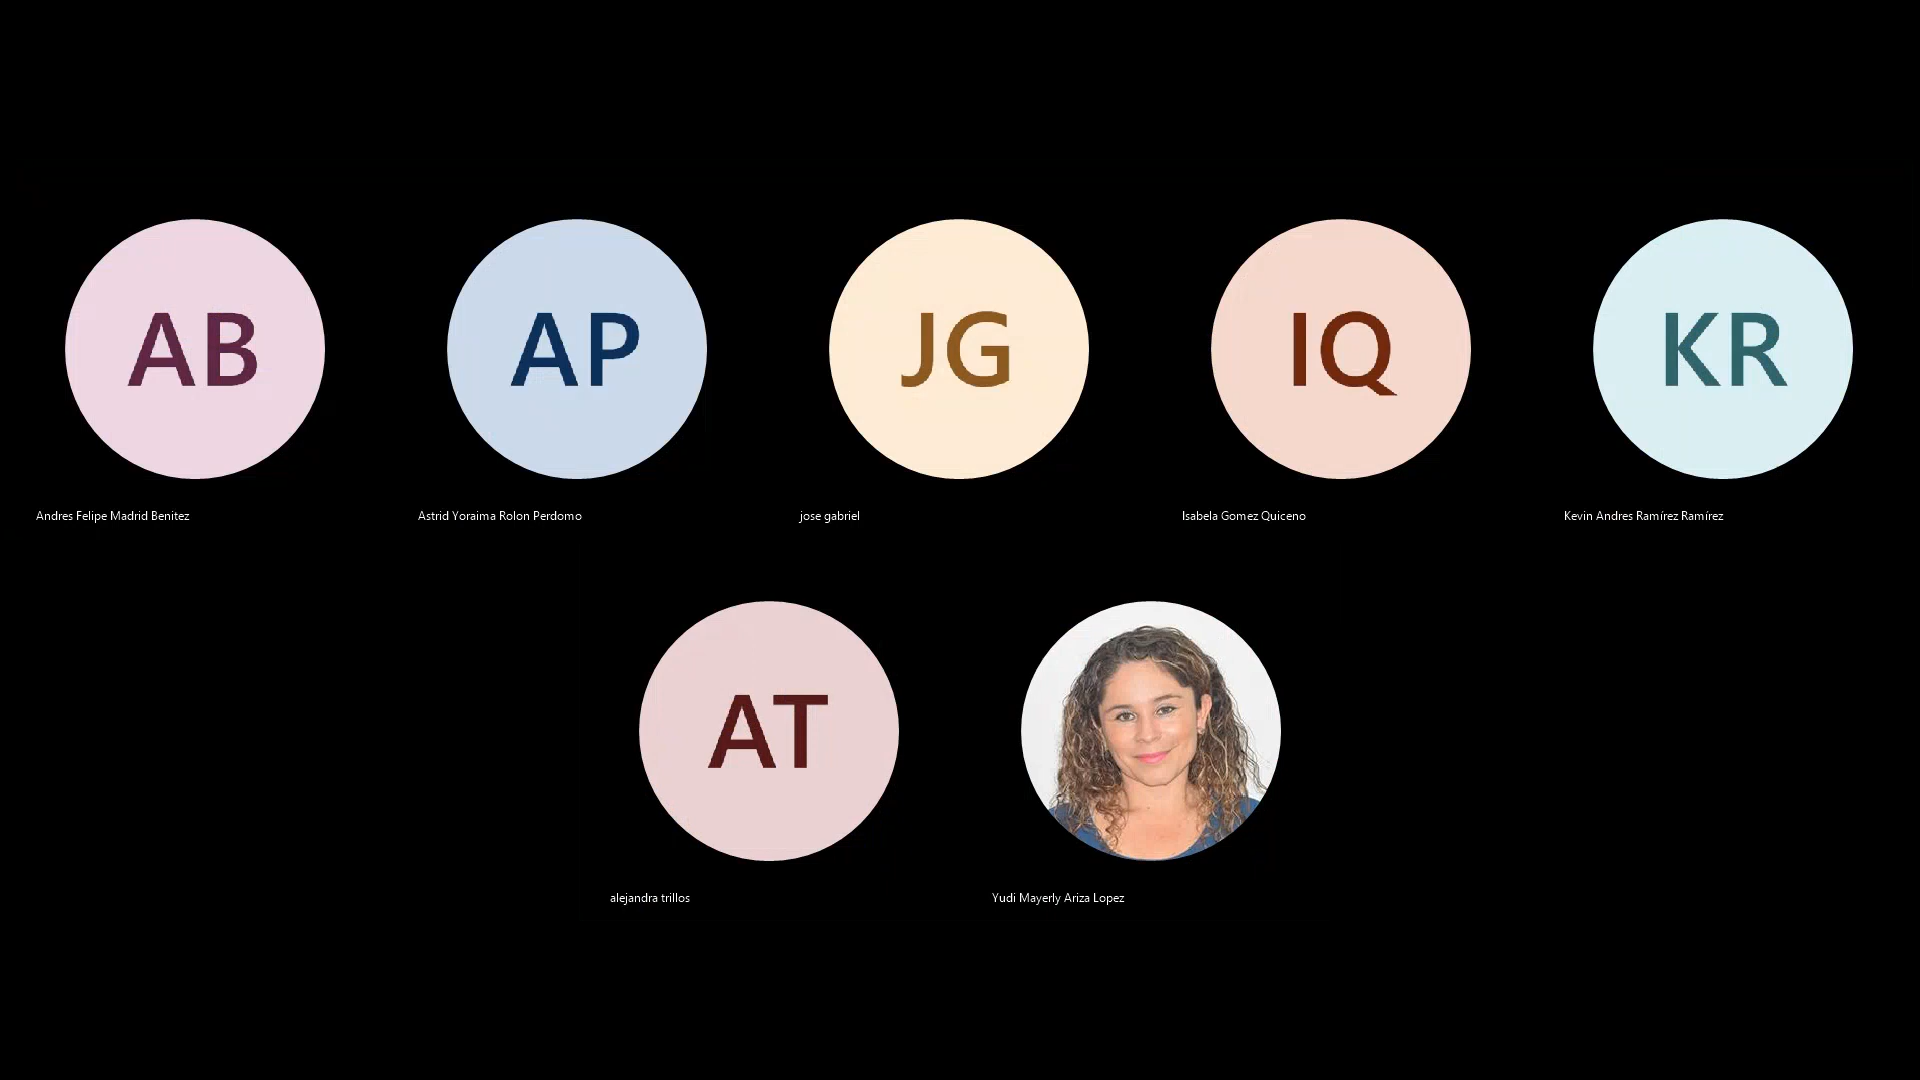 AB
AP
JG
IQ
KR
Andres Felipe Madrid Benitez
Astrid Yoraima Rolon Perdomo
jose gabriel
Isabela Gomez Quiceno
Kevin Andres Ramírez Ramírez
AT
alejandra trillos
Yudi Mayerly Ariza Lopez